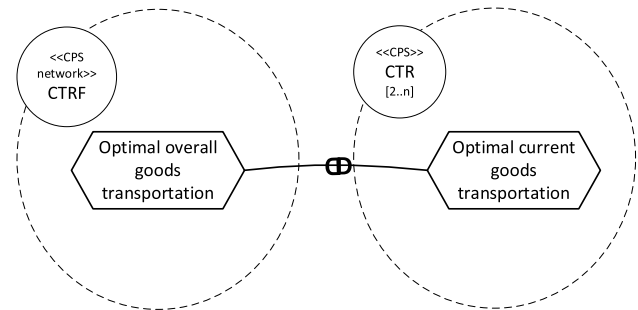 <<CPS
network>>
CTRF
Optimal overall
goods
transportation
<<CPS>>
CTR
[2..n]
Optimal current
goods
transportation